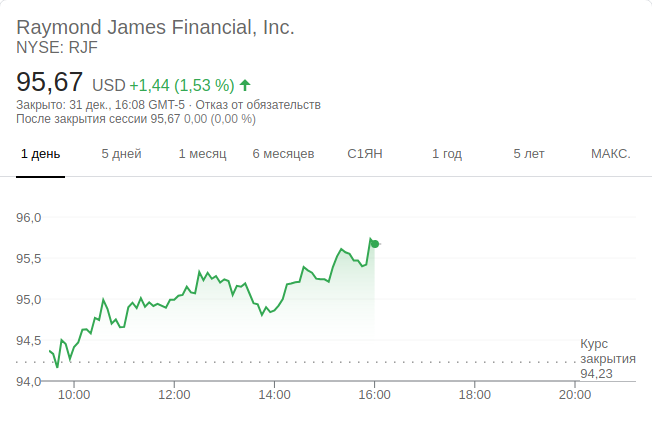 Raymond James Financial, Inc.
NYSE: RJF
95,67 USD +1,44 (1,53 %)
Закрыто: 31 дек., 16:08 GMT-5 · Отказ от обязательств
После закрытия сессии 95,67 0,00 (0,00 %)
1 день 5 дней 1 месяц 6 месяцев С1ЯН 1 год 5 лет МАКС.
96,0
95,5
95,0
94,5
94,0
Курс
закрытия
94,23
10:00 12:00 14:00 16:00 18:00 20:00